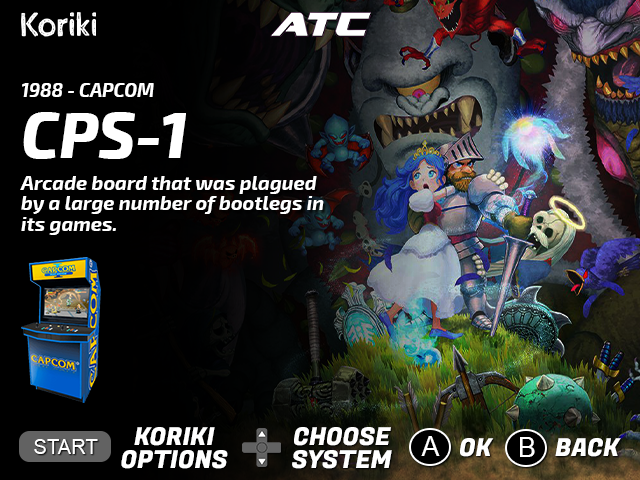 Koriki
ATC
1988 - CAPCOM
CPS-1
Arcade board that was plagued
by a large number of bootlegs in
its games.
CAPCOM
CAPCOM
CAPCOM
START
KORIKI
OPTIONS
CHOOSE
SYSTEM
A OK
B BACK